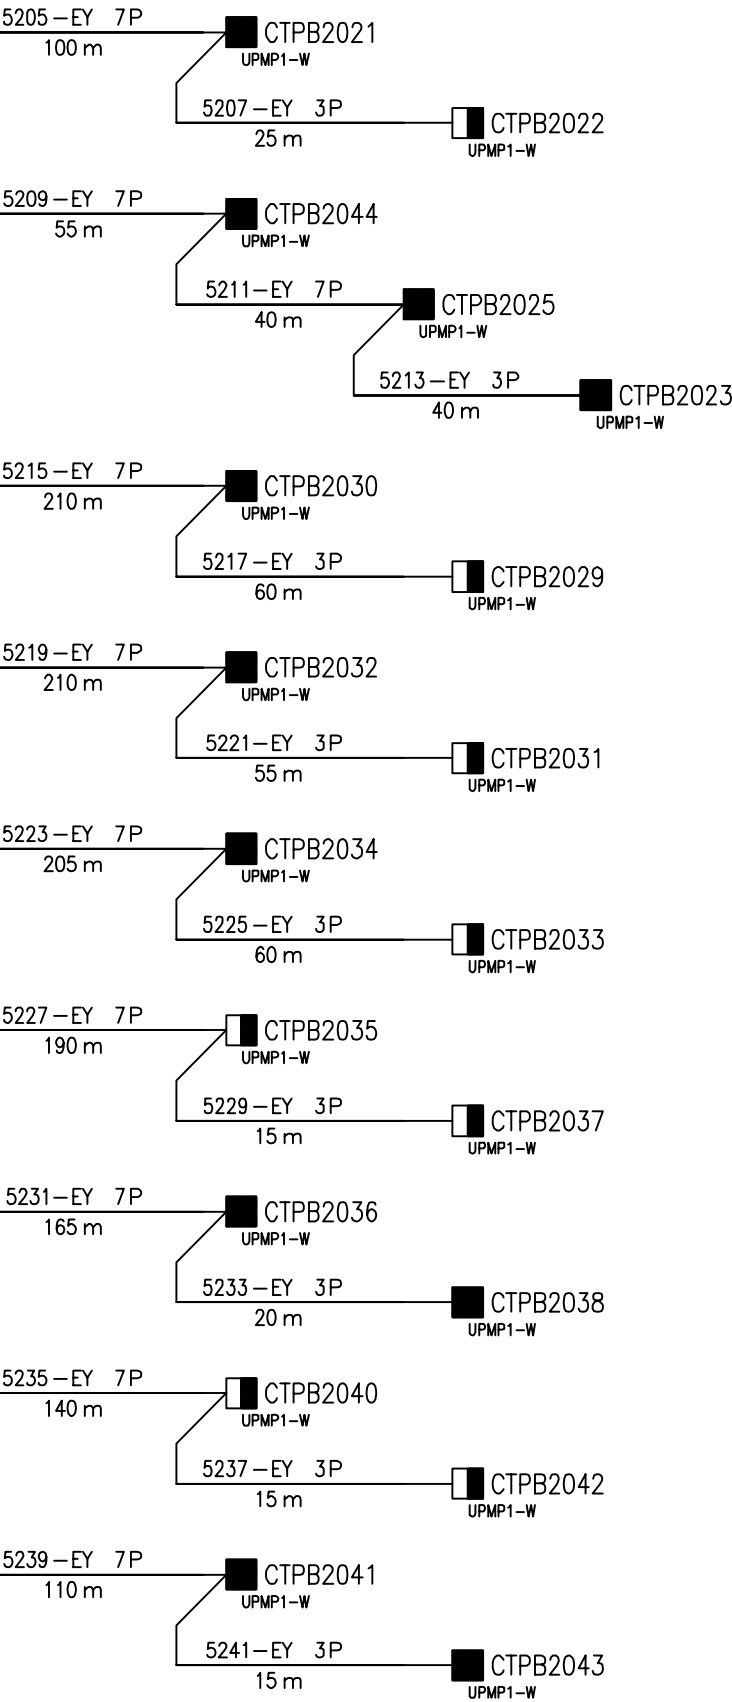 5205-EY 7P
100 m
CTPB2021
UPMP1-W
5207-EY 3P
25 m
CTPB2022
UPMP1-W
5209-EY 7P
55 m
CTPB2044
UPMP1-W
5211-EY 7P
40 m
CTPB2025
UPMP1-W
5213-EY 3P
40 m
CTPB2023
UPMP1-W
5215-EY 7P
210 m
CTPB2030
UPMP1-W
5217-EY 3P
60 m
CTPB2029
UPMP1-W
5219-EY 7P
210 m
CTPB2032
UPMP1-W
5221-EY 3P
55 m
CTPB2031
UPMP1-W
5223-EY 7P
205 m
CTPB2034
UPMP1-W
5225-EY 3P
60 m
CTPB2033
UPMP1-W
5227-EY 7P
190 m
CTPB2035
UPMP1-W
5229-EY 3P
15 m
CTPB2037
UPMP1-W
5231-EY 7P
165 m
CTPB2036
UPMP1-W
5233-EY 3P
20 m
CTPB2038
UPMP1-W
5235-EY 7P
140 m
CTPB2040
UPMP1-W
5237-EY 3P
15 m
CTPB2042
UPMP1-W
5239-EY 7P
110 m
CTPB2041
UPMP1-W
5241-EY 3P
15 m
CTPB2043
UPMP1-W